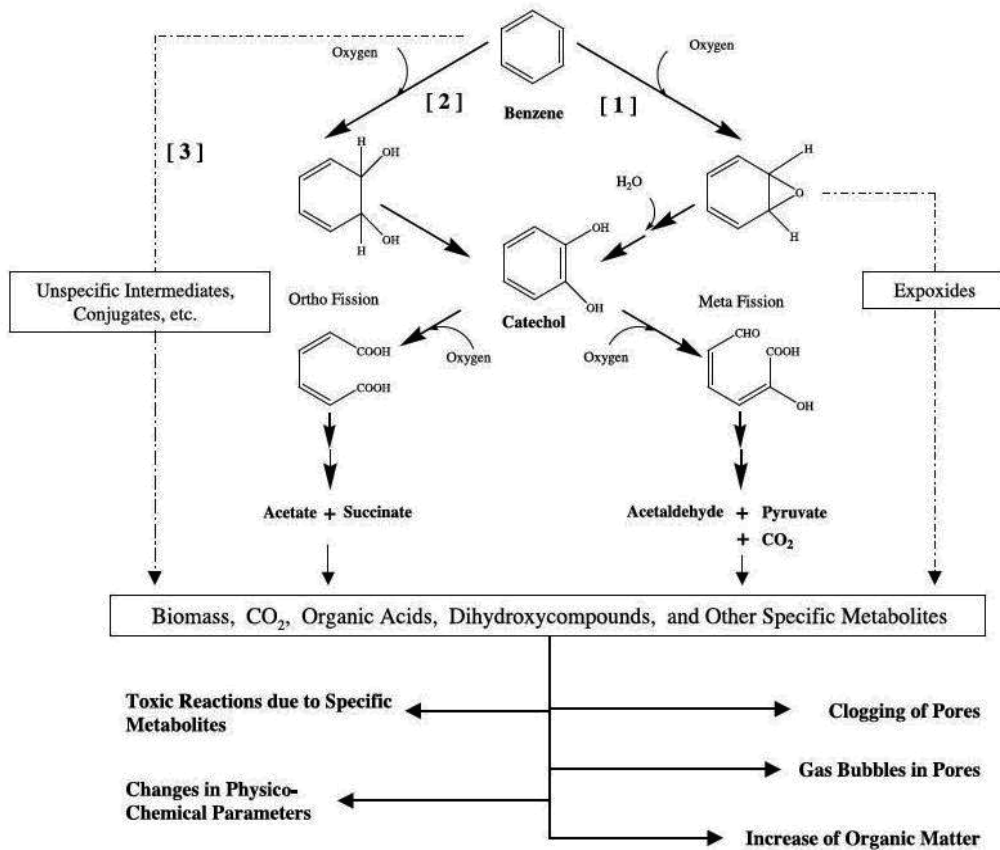 Oxygen
Oxygen
[ 2 ]
[ 1 ]
Benzene
[ 3 ]
H
OH
OH
H
H
O
H
H₂O
OH
OH
Unspecific Intermediates,
Conjugates, etc.
Ortho Fission
Catechol
Meta Fission
Expoxides
COOH
COOH
Oxygen
Oxygen
CHO
COOH
OH
Acetate + Succinate
Acetaldehyde + Pyruvate
+ CO₂
Biomass, CO₂, Organic Acids, Dihydroxycompounds, and Other Specific Metabolites
Toxic Reactions due to Specific
Metabolites
Clogging of Pores
Gas Bubbles in Pores
Changes in Physico-
Chemical Parameters
Increase of Organic Matter